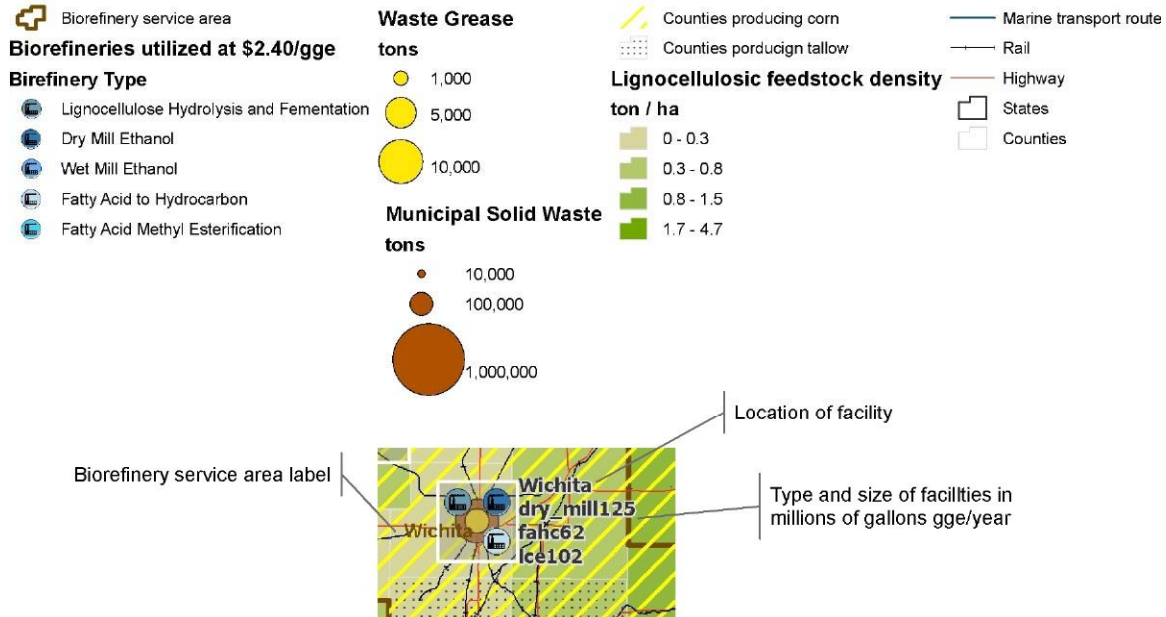 Biorefinery service area
Biorefineries utilized at $2.40/gge
Birefinery Type
Lignocellulose Hydrolysis and Fementation
Dry Mill Ethanol
Wet Mill Ethanol
Fatty Acid to Hydrocarbon
Fatty Acid Methyl Esterification
Waste Grease
tons
1,000
5,000
10,000
Municipal Solid Waste
tons
10,000
100,000
1,000,000
Counties producing corn
Counties porducign tallow
Lignocellulosic feedstock density
ton / ha
0 - 0.3
0.3 - 0.8
0.8 - 1.5
1.7 - 4.7
Marine transport route
Rail
Highway
States
Counties
Location of facility
Biorefinery service area label
Type and size of facillties in
millions of gallons gge/year
Wichita
Wichita
dry_mill125
fahc62
lce102